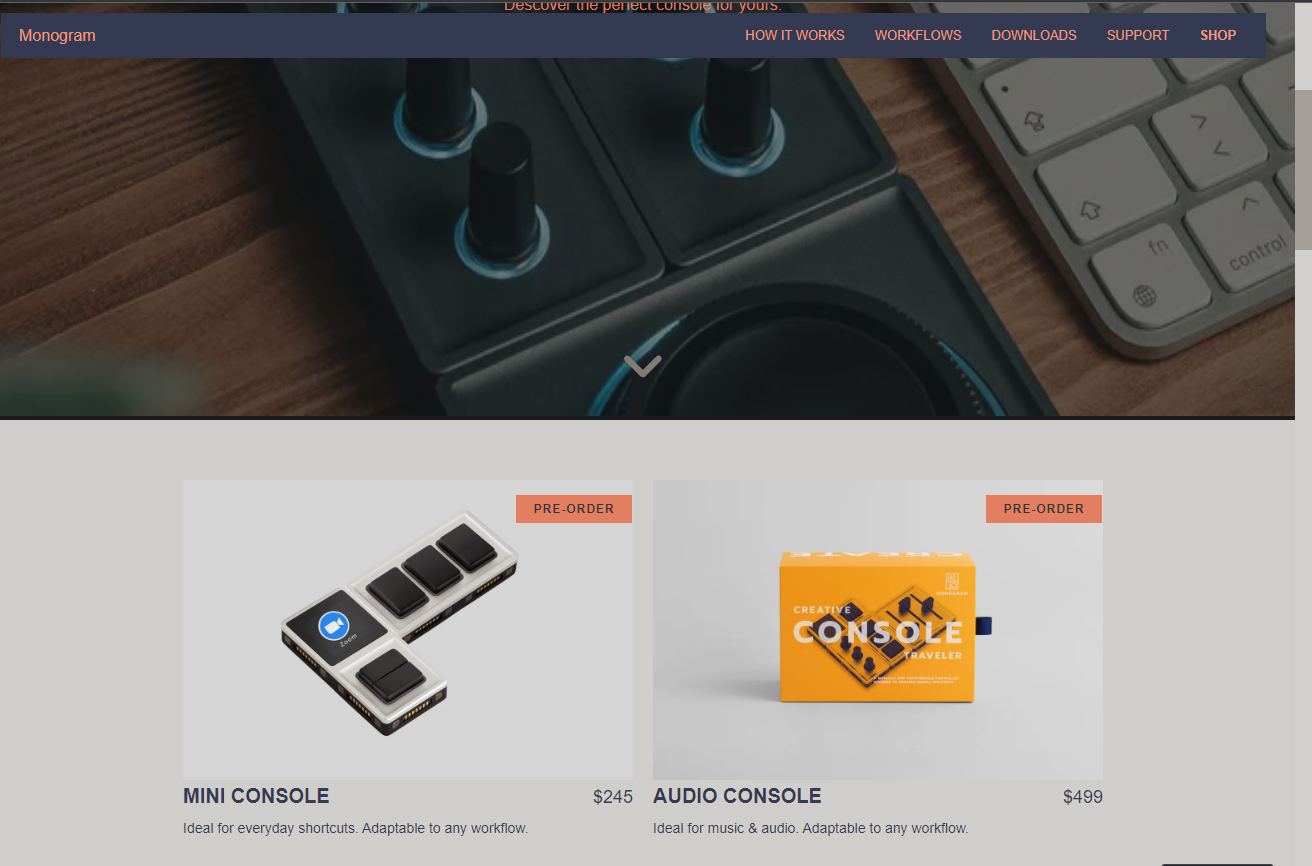 Descover the perfect console for yours.
Monogram
HOW IT WORKS WORKFLOWS DOWNLOADS SUPPORT SHOP
fn
control
PRE-ORDER
Zoom
MINI CONSOLE
$245
Ideal for everyday shortcuts. Adaptable to any workflow.
PRE-ORDER
MONOGRAM
CREATIVE
CONSOLE
TRAVELER
AUDIO CONSOLE
$499
Ideal for music & audio. Adaptable to any workflow.